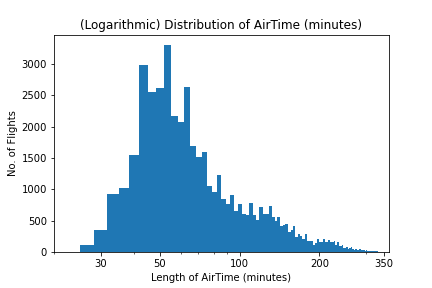 (Logarithmic) Distribution of AirTime (minutes)
3000
2500
2000
1500
1000
500
0
No. of Flights
30 50 100 200 350
Length of AirTime (minutes)